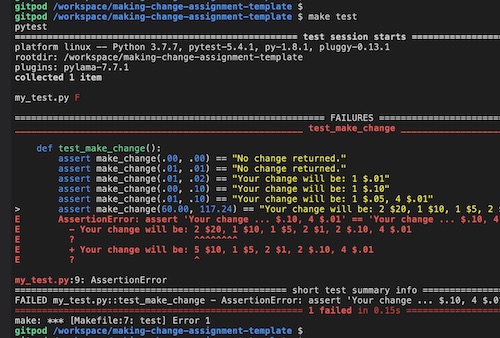 gitpod /workspace/making-change-assignment-template $
gitpod /workspace/making-change-assignment-template $ make test
pytest
============================= test session starts =============================
platform linux -- Python 3.7.7, pytest-5.4.1, py-1.8.1, pluggy-0.13.1
rootdir: /workspace/making-change-assignment-template
plugins: pylama-7.7.1
collected 1 item
my_test.py F
=================================== FAILURES ===================================
_______________________________ test_make_change _______________________________
def test_make_change():
assert make_change(.00, .00) == "No change returned."
assert make_change(.01, .01) == "No change returned."
assert make_change(.01, .02) == "Your change will be: 1 $.01"
assert make_change(.00, .10) == "Your change will be: 1 $.10"
assert make_change(.01, .10) == "Your change will be: 1 $.05, 4 $.01"
> assert make_change(60.00, 117.24) == "Your change will be: 2 $20, 1 $10, 1 $5, 2
E AssertionError: assert 'Your change ... $.10, 4 $.01' == 'Your change ... $.10, 4
E - Your change will be: 2 $20, 1 $10, 1 $5, 2 $1, 2 $.10, 4 $.01
E ? ^^^^^^^^
E + Your change will be: 5 $10, 1 $5, 2 $1, 2 $.10, 4 $.01
E ? ^
my_test.py:9: AssertionError
=========================== short test summary info ============================
FAILED my_test.py::test_make_change - AssertionError: assert 'Your change ... $.10, 4 $.01'
============================== 1 failed in 0.15s ===============================
make: *** [Makefile:7: test] Error 1
gitpod /workspace/making-change-assignment-template $